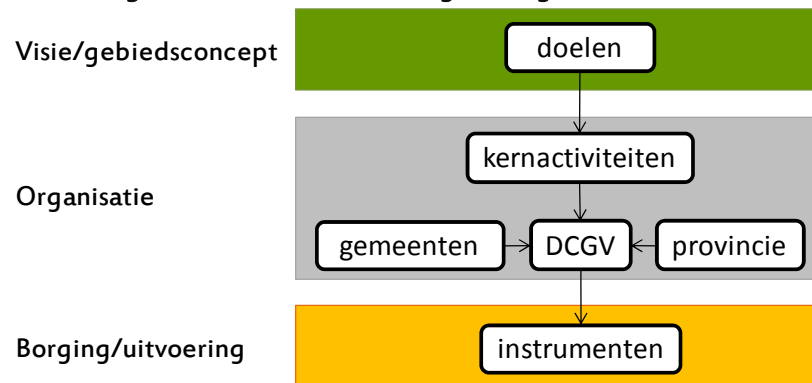 Visie/gebiedsconcept
doelen
kernactiviteiten
Organisatie
gemeenten
DCGV
provincie
Borging/uitvoering
instrumenten